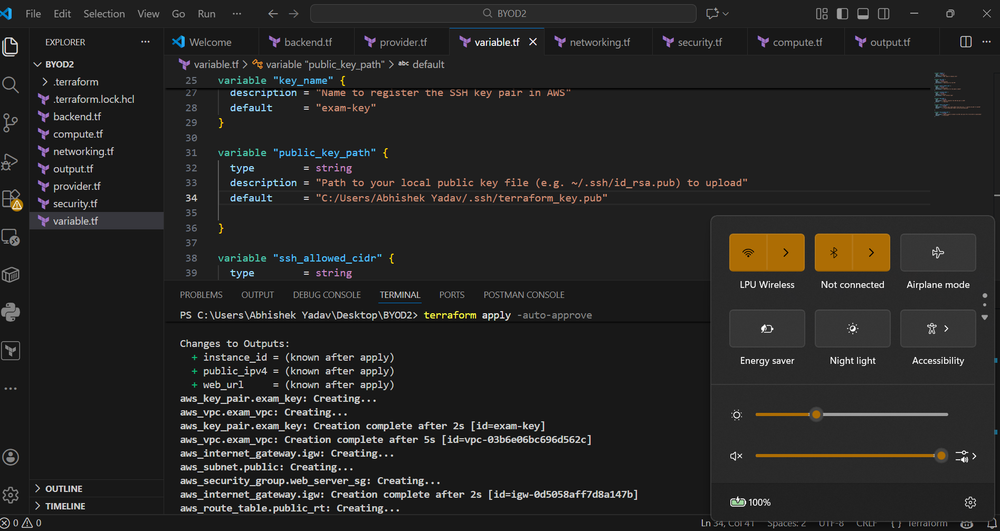 File Edit Selection View Go Run ···
BYOD2
EXPLORER ···
BYOD2
.terraform
.terraform.lock.hcl
backend.tf
compute.tf
networking.tf
output.tf
provider.tf
security.tf
variable.tf
OUTLINE
TIMELINE
Welcome backend.tf provider.tf variable.tf networking.tf security.tf compute.tf output.tf ···
variable.tf > variable "public_key_path" > abc default
25 variable "key_name" {
27 description = "Name to register the SSH key pair in AWS"
28 default = "exam-key"
29 }
30
31 variable "public_key_path" {
32 type = string
33 description = "Path to your local public key file (e.g. ~/.ssh/id_rsa.pub) to upload"
34 default = "C:/Users/Abhishek Yadav/.ssh/terraform_key.pub"
35
36 }
37
38 variable "ssh_allowed_cidr" {
39 type = string
PROBLEMS OUTPUT DEBUG CONSOLE TERMINAL PORTS POSTMAN CONSOLE
PS C:\Users\Abhishek Yadav\Desktop\BYOD2> terraform apply -auto-approve
Changes to Outputs:
+ instance_id = (known after apply)
+ public_ipv4 = (known after apply)
+ web_url = (known after apply)
aws_key_pair.exam_key: Creating...
aws_vpc.exam_vpc: Creating...
aws_key_pair.exam_key: Creation complete after 2s [id=exam-key]
aws_vpc.exam_vpc: Creation complete after 5s [id=vpc-03b6e06bc696d562c]
aws_internet_gateway.igw: Creating...
aws_subnet.public: Creating...
aws_security_group.web_server_sg: Creating...
aws_internet_gateway.igw: Creation complete after 2s [id=igw-0d5058aff7d8a147b]
aws_route_table.public_rt: Creating...
LPU Wireless Not connected Airplane mode
Energy saver Night light Accessibility
100%
0 0
Ln 34, Col 41 Spaces: 2 UTF-8 CRLF { } Terraform